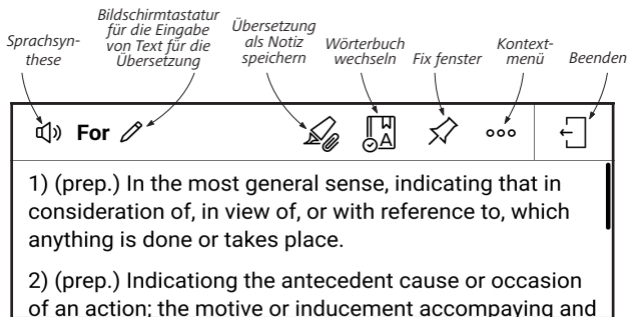 Sprachsyn-
these
Bildschirmtastatur
für die Eingabe
von Text für die
Übersetzung
Übersetzung
als Notiz
speichern
Wörterbuch
wechseln
Fix fenster
Kontext-
menü
Beenden
For
A
1) (prep.) In the most general sense, indicating that in
consideration of, in view of, or with reference to, which
anything is done or takes place.
2) (prep.) Indicationg the antecedent cause or occasion
of an action; the motive or inducement accompaying and